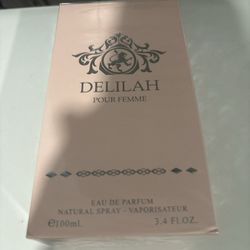 DELILAH
POUR FEMME
EAU DE PARFUM
NATURAL SPRAY - VAPORISATEUR
℮100mL 3.4 FL.OZ.